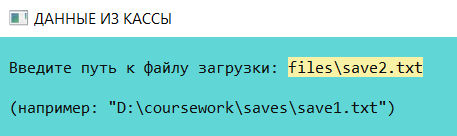 ДАННЫЕ ИЗ КАССЫ
Введите путь к файлу загрузки: files\save2.txt
(например: "D:\coursework\saves\save1.txt")